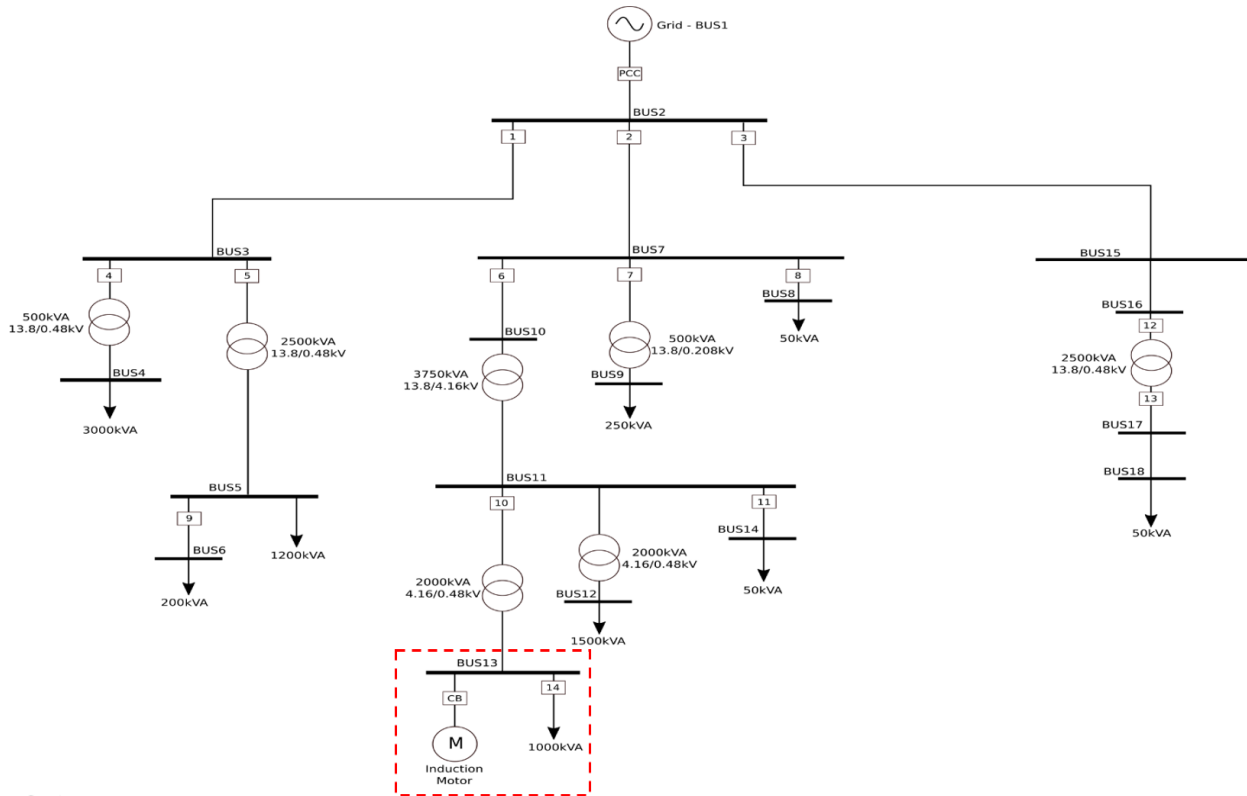 Grid - BUS1
PCC
BUS2
1
2
3
BUS3
BUS7
BUS15
4
5
6
7
8
BUS8
BUS16
500kVA
13.8/0.48kV
2500kVA
13.8/0.48kV
BUS10
500kVA
13.8/0.208kV
50kVA
12
2500kVA
13.8/0.48kV
BUS4
3750kVA
13.8/4.16kV
BUS9
13
3000kVA
250kVA
BUS17
BUS11
BUS18
BUS5
10
11
9
BUS14
50kVA
BUS6
1200kVA
2000kVA
4.16/0.48kV
2000kVA
4.16/0.48kV
50kVA
200kVA
BUS12
1500kVA
BUS13
CB
14
M
1000kVA
Induction
Motor